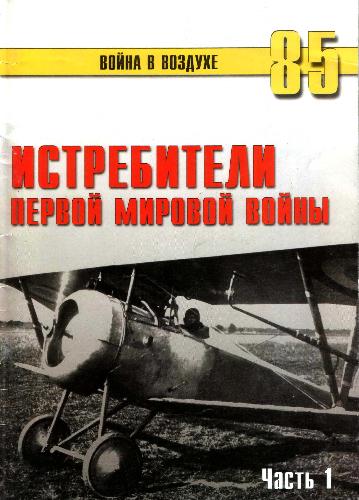 ВОЙНА В ВОЗДУХЕ
85
ИСТРЕБИТЕЛИ
ПЕРВОЙ МИРОВОЙ ВОЙНЫ
Часть 1